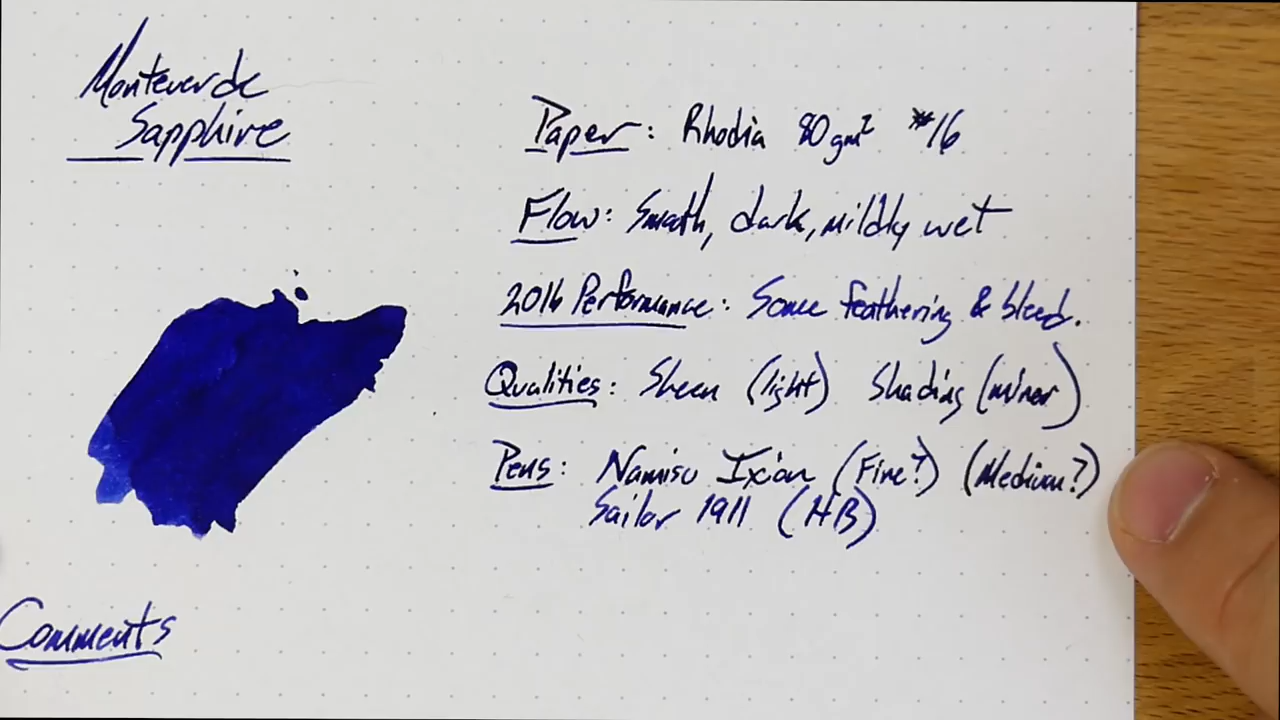 Monteverde
Sapphire
Paper: Rhodia 80gm² #16
Flow: Smooth, dark, mildly wet
2016 Performance: Some feathering & bleed.
Qualities: Sheen (light) Shading (minor)
Pens: Namisu Ixion (Fine?) (Medium?)
Sailor 1911 (HB)
Comments